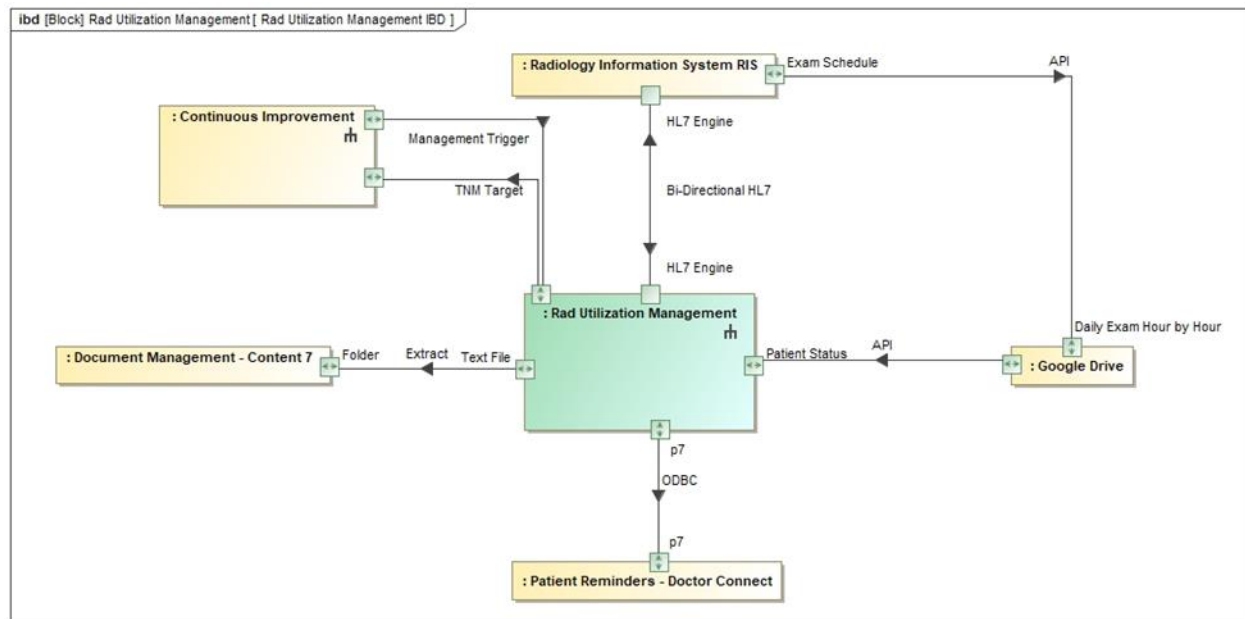 ibd [Block] Rad Utilization Management [ Rad Utilization Management IBD ]
: Radiology Information System RIS
Exam Schedule
API
: Continuous Improvement
Management Trigger
TNM Target
HL7 Engine
Bi-Directional HL7
HL7 Engine
: Rad Utilization Management
Daily Exam Hour by Hour
: Document Management - Content 7
Folder
Extract
Text File
Patient Status
API
: Google Drive
p7
ODBC
p7
: Patient Reminders - Doctor Connect